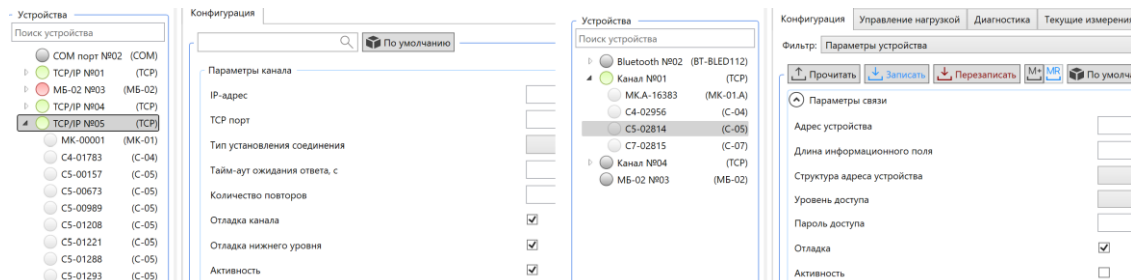 Устройства
Поиск устройства
COM порт №02 (COM)
TCP/IP №01 (TCP)
МБ-02 №03 (МБ-02)
TCP/IP №04 (TCP)
TCP/IP №05 (TCP)
МК-00001 (МК-01)
С4-01783 (С-04)
С5-00157 (С-05)
С5-00673 (С-05)
С5-00989 (С-05)
С5-01208 (С-05)
С5-01221 (С-05)
С5-01288 (С-05)
С5-01293 (С-05)
Конфигурация
По умолчанию
Параметры канала
IP-адрес
TCP порт
Тип установления соединения
Тайм-аут ожидания ответа, с
Количество повторов
Отладка канала
Отладка нижнего уровня
Активность
Устройства
Поиск устройства
Bluetooth №02 (BT-BLED112)
Канал №01 (TCP)
МК.А-16383 (МК-01.А)
С4-02956 (С-04)
С5-02814 (С-05)
С7-02815 (С-07)
Канал №04 (TCP)
МБ-02 №03 (МБ-02)
Конфигурация Управление нагрузкой Диагностика Текущие измерения
Фильтр: Параметры устройства
Прочитать Записать Перезаписать M+ MR По умолч
Параметры связи
Адрес устройства
Длина информационного поля
Структура адреса устройства
Уровень доступа
Пароль доступа
Отладка
Активность